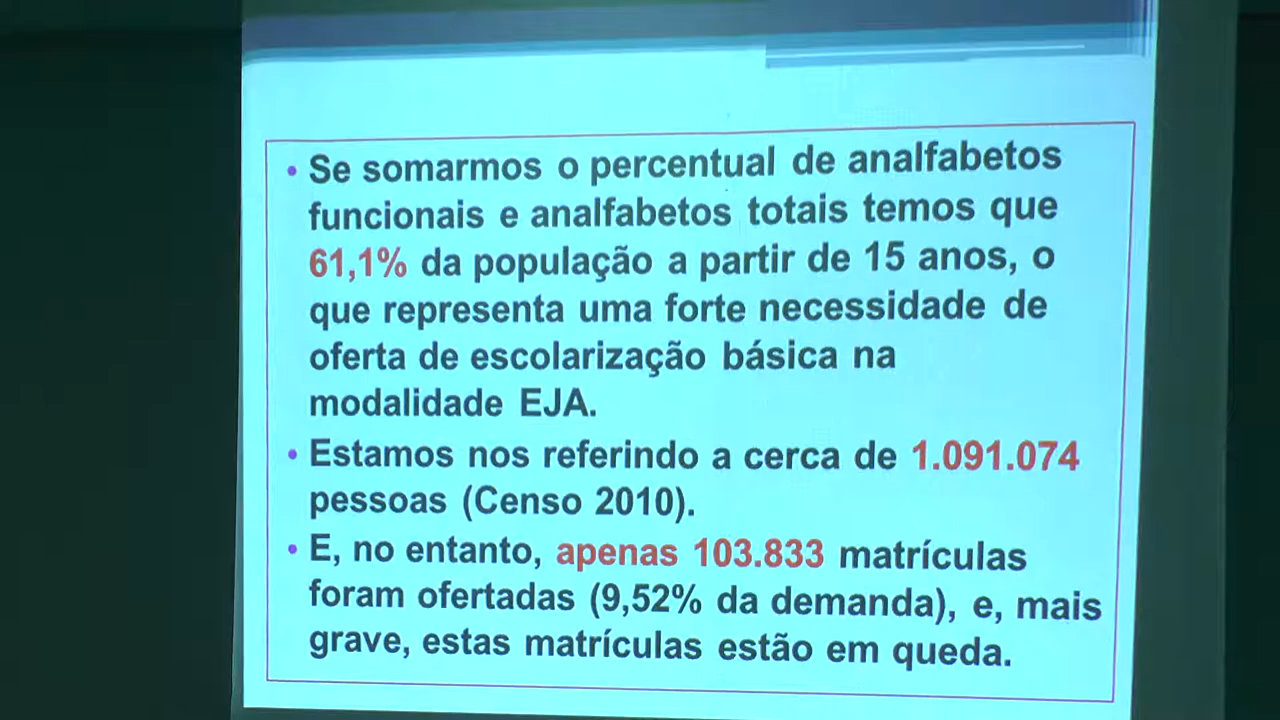 • Se somarmos o percentual de analfabetos
funcionais e analfabetos totais temos que
61,1% da população a partir de 15 anos, o
que representa uma forte necessidade de
oferta de escolarização básica na
modalidade EJA.
• Estamos nos referindo a cerca de 1.091.074
pessoas (Censo 2010).
• E, no entanto, apenas 103.833 matrículas
foram ofertadas (9,52% da demanda), e, mais
grave, estas matrículas estão em queda.